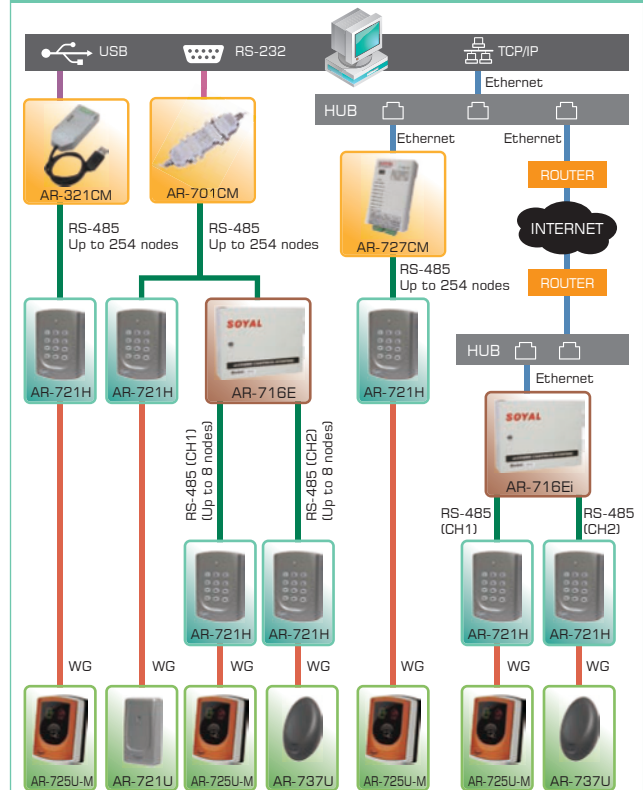 USB
RS-232
TCP/IP
Ethernet
HUB
Ethernet
Ethernet
AR-321CM
AR-701CM
AR-727CM
ROUTER
INTERNET
ROUTER
RS-485
Up to 254 nodes
RS-485
Up to 254 nodes
RS-485
Up to 254 nodes
AR-721H
AR-721H
SOYAL
AR-716E
AR-721H
HUB
Ethernet
SOYAL
AR-716Ei
RS-485 (CH1)
(Up to 8 nodes)
RS-485 (CH2)
(Up to 8 nodes)
RS-485
(CH1)
RS-485
(CH2)
AR-721H
AR-721H
AR-721H
AR-721H
WG
WG
WG
WG
WG
WG
WG
AR-725U-M
AR-721U
AR-725U-M
AR-737U
AR-725U-M
AR-725U-M
AR-737U